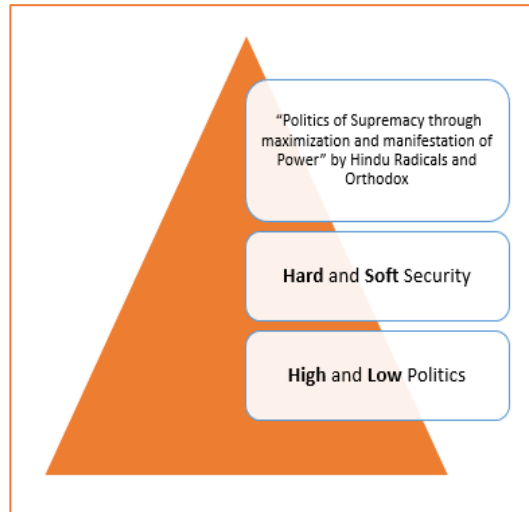 “Politics of Supremacy through
maximization and manifestation of
Power” by Hindu Radicals and
Orthodox
Hard and Soft Security
High and Low Politics